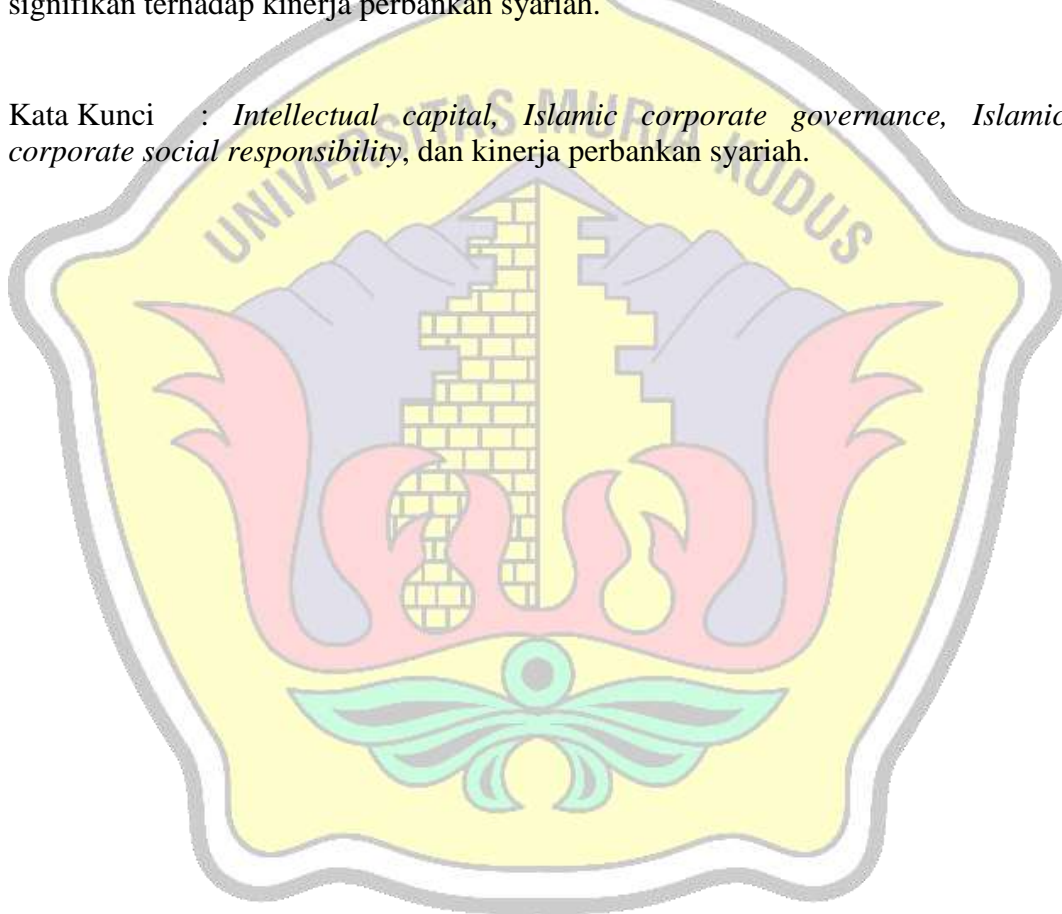 signifikan terhadap kinerja perbankan syariah.
Kata Kunci : Intellectual capital, Islamic corporate governance, Islamic
corporate social responsibility, dan kinerja perbankan syariah.
UNIVERSITAS MURIA KUDUS